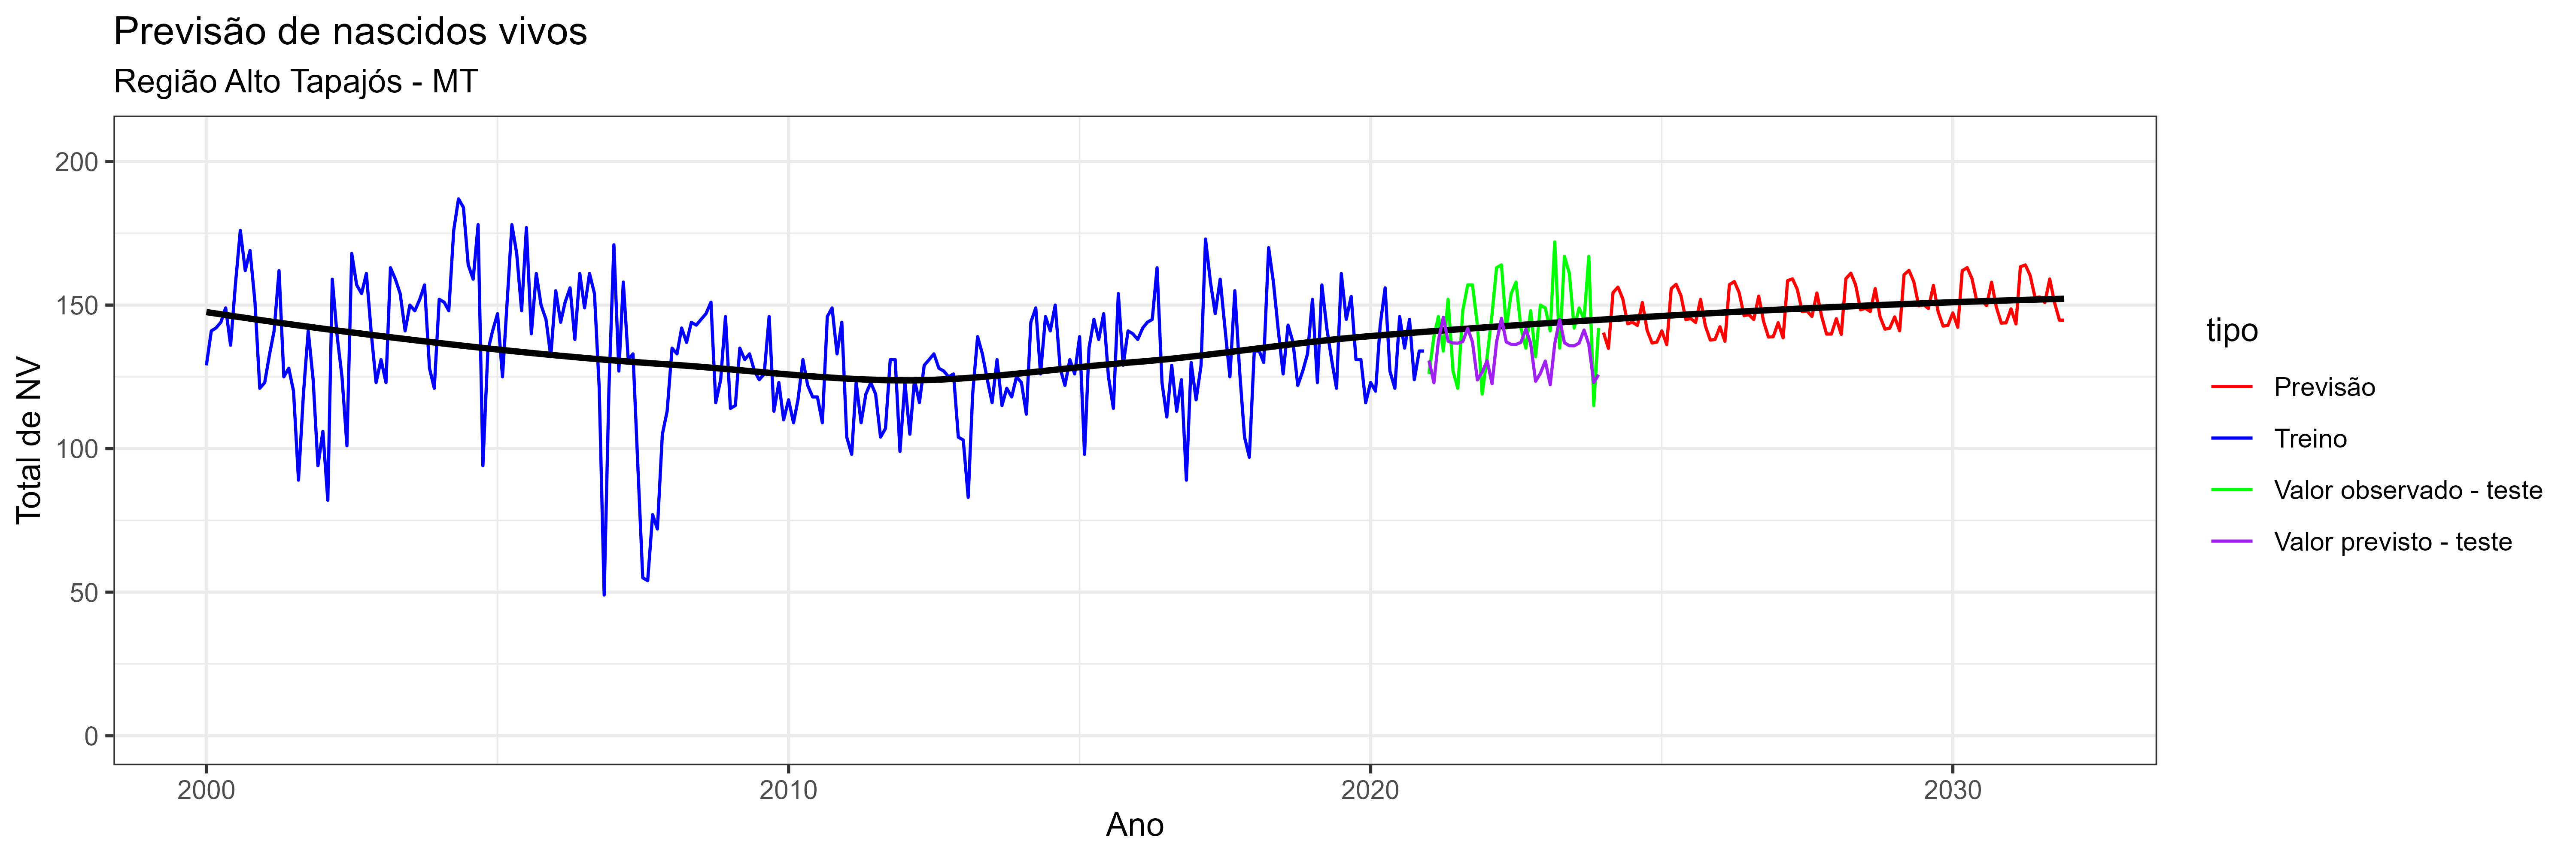 Previsão de nascidos vivos
Região Alto Tapajós - MT
Total de NV
200
150
100
50
0
2000
2010
2020
2030
Ano
tipo
Previsão
Treino
Valor observado - teste
Valor previsto - teste